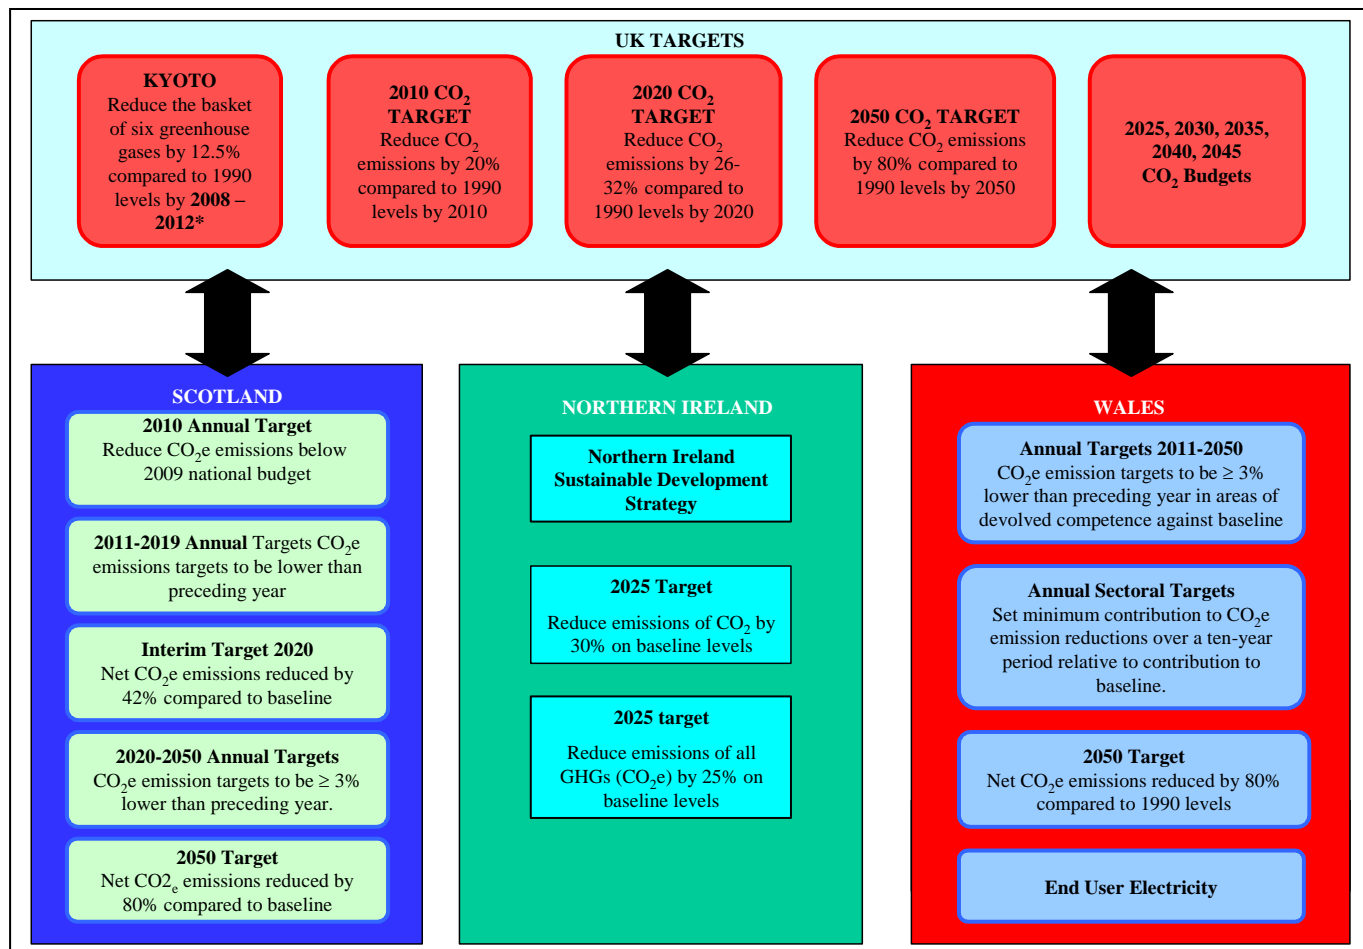 UK TARGETS
KYOTO
Reduce the basket
of six greenhouse
gases by 12.5%
compared to 1990
levels by 2008 –
2012*
2010 CO₂
TARGET
Reduce CO₂
emissions by 20%
compared to 1990
levels by 2010
2020 CO₂
TARGET
Reduce CO₂
emissions by 26-
32% compared to
1990 levels by 2020
2050 CO₂ TARGET
Reduce CO₂ emissions
by 80% compared to
1990 levels by 2050
2025, 2030, 2035,
2040, 2045
CO₂ Budgets
SCOTLAND
2010 Annual Target
Reduce CO₂e emissions below
2009 national budget
2011-2019 Annual Targets CO₂e
emissions targets to be lower than
preceding year
Interim Target 2020
Net CO₂e emissions reduced by
42% compared to baseline
2020-2050 Annual Targets
CO₂e emission targets to be ≥ 3%
lower than preceding year.
2050 Target
Net CO2ₑ emissions reduced by
80% compared to baseline
NORTHERN IRELAND
Northern Ireland
Sustainable Development
Strategy
2025 Target
Reduce emissions of CO₂ by
30% on baseline levels
2025 target
Reduce emissions of all
GHGs (CO₂e) by 25% on
baseline levels
WALES
Annual Targets 2011-2050
CO₂e emission targets to be ≥ 3%
lower than preceding year in areas of
devolved competence against baseline
Annual Sectoral Targets
Set minimum contribution to CO₂e
emission reductions over a ten-year
period relative to contribution to
baseline.
2050 Target
Net CO₂e emissions reduced by 80%
compared to 1990 levels
End User Electricity